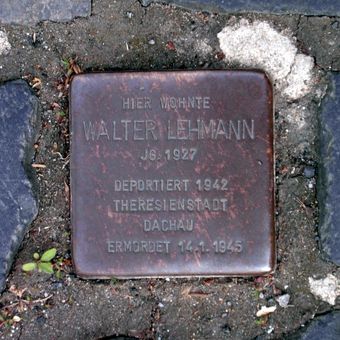 HIER WOHNTE
WALTER LEHMANN
JG. 1927
DEPORTIERT 1942
THERESIENSTADT
DACHAU
ERMORDET 14.1.1945